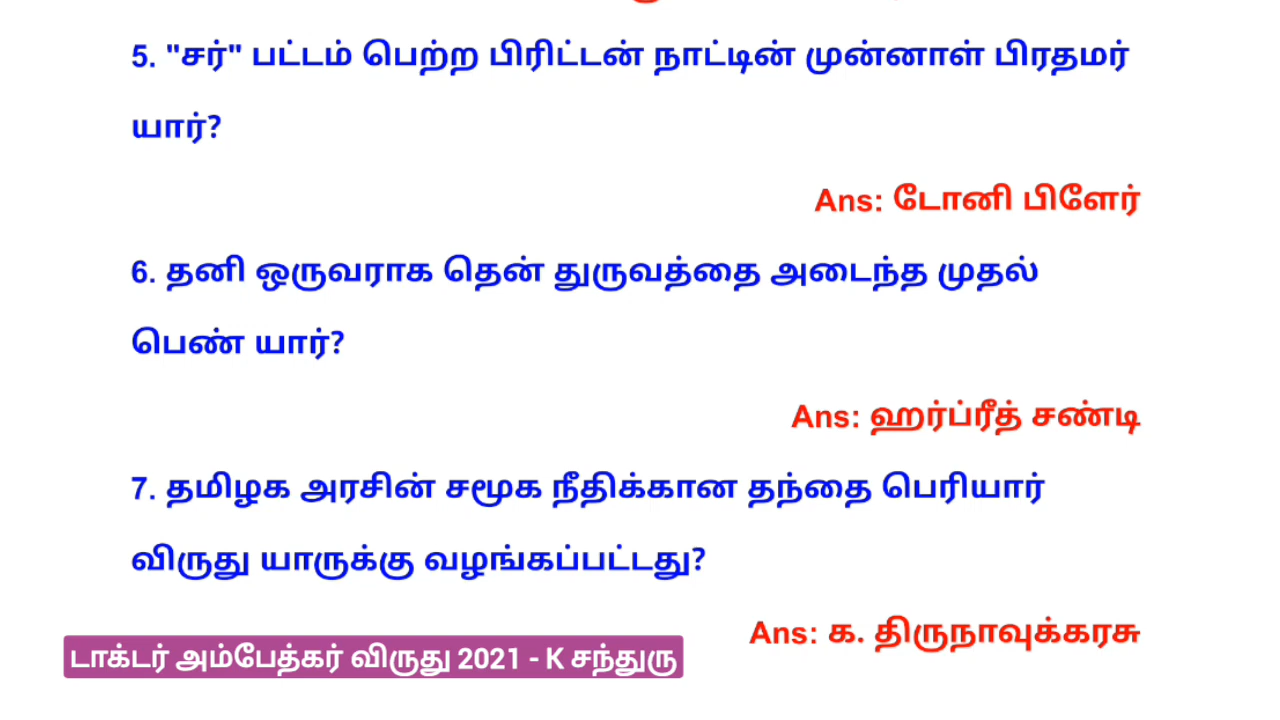 5. "சர்" பட்டம் பெற்ற பிரிட்டன் நாட்டின் முன்னாள் பிரதமர்
யார்?
Ans: டோனி பிளேர்
6. தனி ஒருவராக தென் துருவத்தை அடைந்த முதல்
பெண் யார்?
Ans: ஹர்ப்ரீத் சண்டி
7. தமிழக அரசின் சமூக நீதிக்கான தந்தை பெரியார்
விருது யாருக்கு வழங்கப்பட்டது?
Ans: க. திருநாவுக்கரசு
டாக்டர் அம்பேத்கர் விருது 2021 - K சந்துரு